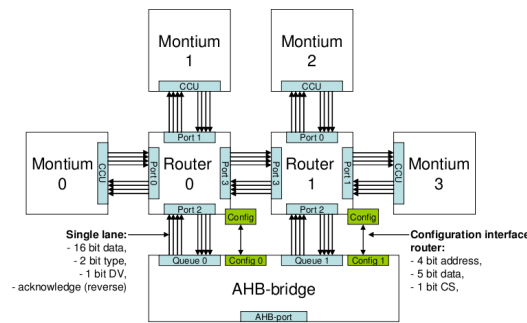 Montium
1
CCU
Montium
2
CCU
Port 1
Port 0
Montium
0
CCU
Port 0
Router
0
Port 3
Port 3
Router
1
Port 1
CCU
Montium
3
Port 2
Config
Port 2
Config
Single lane:
- 16 bit data,
- 2 bit type,
- 1 bit DV,
- acknowledge (reverse)
Configuration interface
router:
- 4 bit address,
- 5 bit data,
- 1 bit CS,
Queue 0
Config 0
Queue 1
Config 1
AHB-bridge
AHB-port